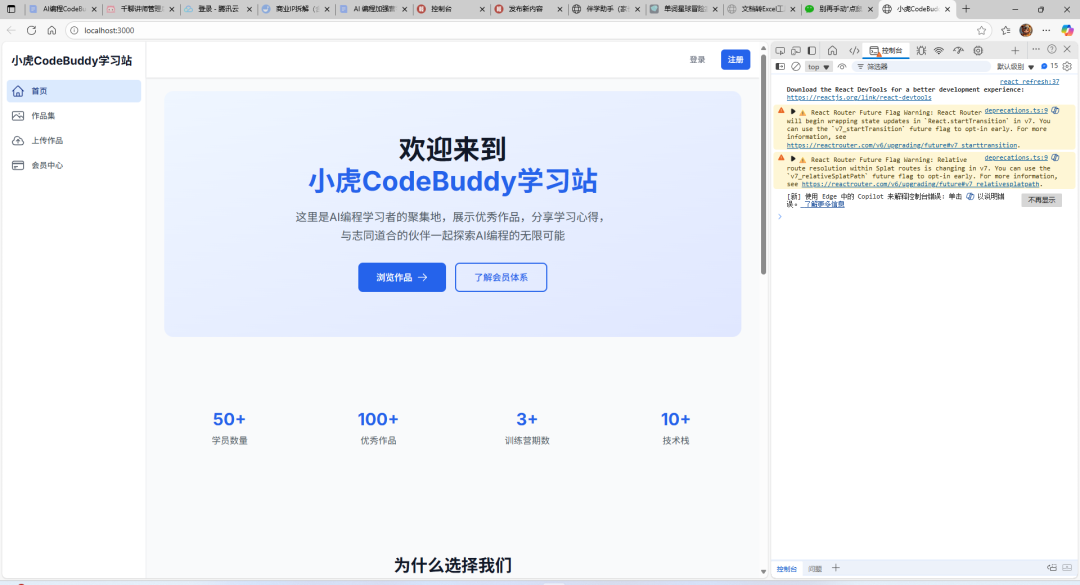 AI编程CodeB
千聊讲师管理
登录 - 腾讯云
商业IP拆解
AI 编程加强
控制台
发布新内容
伴学助手
单词星球冒险
文档转Excel工
别再手动"点
小虎CodeBud
localhost:3000
小虎CodeBuddy学习站
首页
作品集
上传作品
会员中心
登录
注册
欢迎来到
小虎CodeBuddy学习站
这里是AI编程学习者的聚集地，展示优秀作品，分享学习心得，
与志同道合的伙伴一起探索AI编程的无限可能
浏览作品 →
了解会员体系
50+
学员数量
100+
优秀作品
3+
训练营期数
10+
技术栈
为什么选择我们
控制台
top
筛选器
默认级别
15
react refresh:37
Download the React DevTools for a better development experience:
https://reactjs.org/link/react-devtools
React Router Future Flag Warning: React Router deprecations.ts:9
will begin wrapping state updates in `React.startTransition` in v7. You
can use the `v7_startTransition` future flag to opt-in early. For more
information, see
https://reactrouter.com/v6/upgrading/future#v7_starttransition.
React Router Future Flag Warning: Relative deprecations.ts:9
route resolution within Splat routes is changing in v7. You can use the
`v7_relativeSplatPath` future flag to opt-in early. For more information,
see https://reactrouter.com/v6/upgrading/future#v7_relativesplatpath.
[新] 使用 Edge 中的 Copilot 来解释控制台错误: 单击 以说明错
误。 了解更多信息
不再显示
控制台
问题